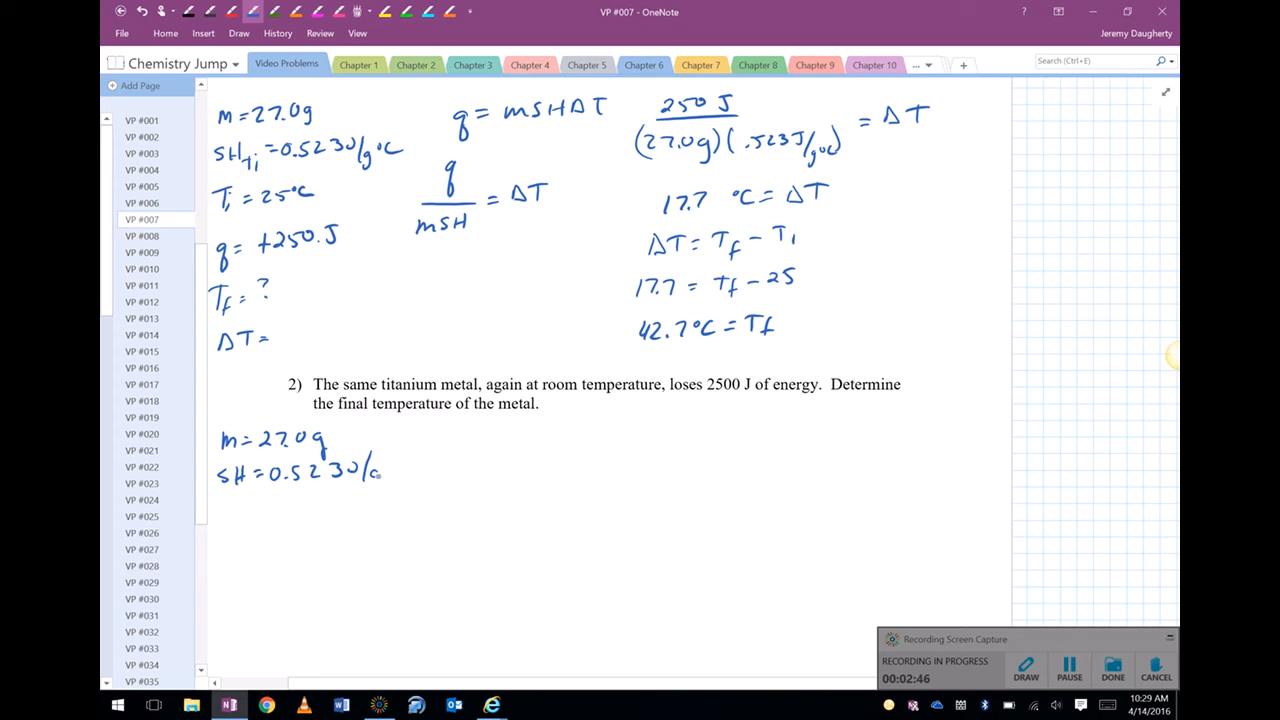 VP #007 - OneNote
File Home Insert Draw History Review View
Jeremy Daugherty
Chemistry Jump
Video Problems Chapter 1 Chapter 2 Chapter 3 Chapter 4 Chapter 5 Chapter 6 Chapter 7 Chapter 8 Chapter 9 Chapter 10 ...
Search (Ctrl+E)
Add Page
VP #001
VP #002
VP #003
VP #004
VP #005
VP #006
VP #007
VP #008
VP #009
VP #010
VP #011
VP #012
VP #013
VP #014
VP #015
VP #016
VP #017
VP #018
VP #019
VP #020
VP #021
VP #022
VP #023
VP #024
VP #025
VP #026
VP #027
VP #028
VP #029
VP #030
VP #031
VP #032
VP #033
VP #034
VP #035
m = 27.0g
SH Ti = 0.523 J/g°C
Ti = 25°C
q = +250. J
Tf = ?
ΔT =
q = mSHΔT
q
mSH
= ΔT
250 J
(27.0g)(.523J/g°C)
= ΔT
17.7 °C = ΔT
ΔT = Tf - Ti
17.7 = Tf - 25
42.7°C = Tf
2) The same titanium metal, again at room temperature, loses 2500 J of energy. Determine
the final temperature of the metal.
m = 27.0g
SH = 0.523 J/
Recording Screen Capture
RECORDING IN PROGRESS
00:02:46
DRAW PAUSE DONE CANCEL
10:29 AM
4/14/2016